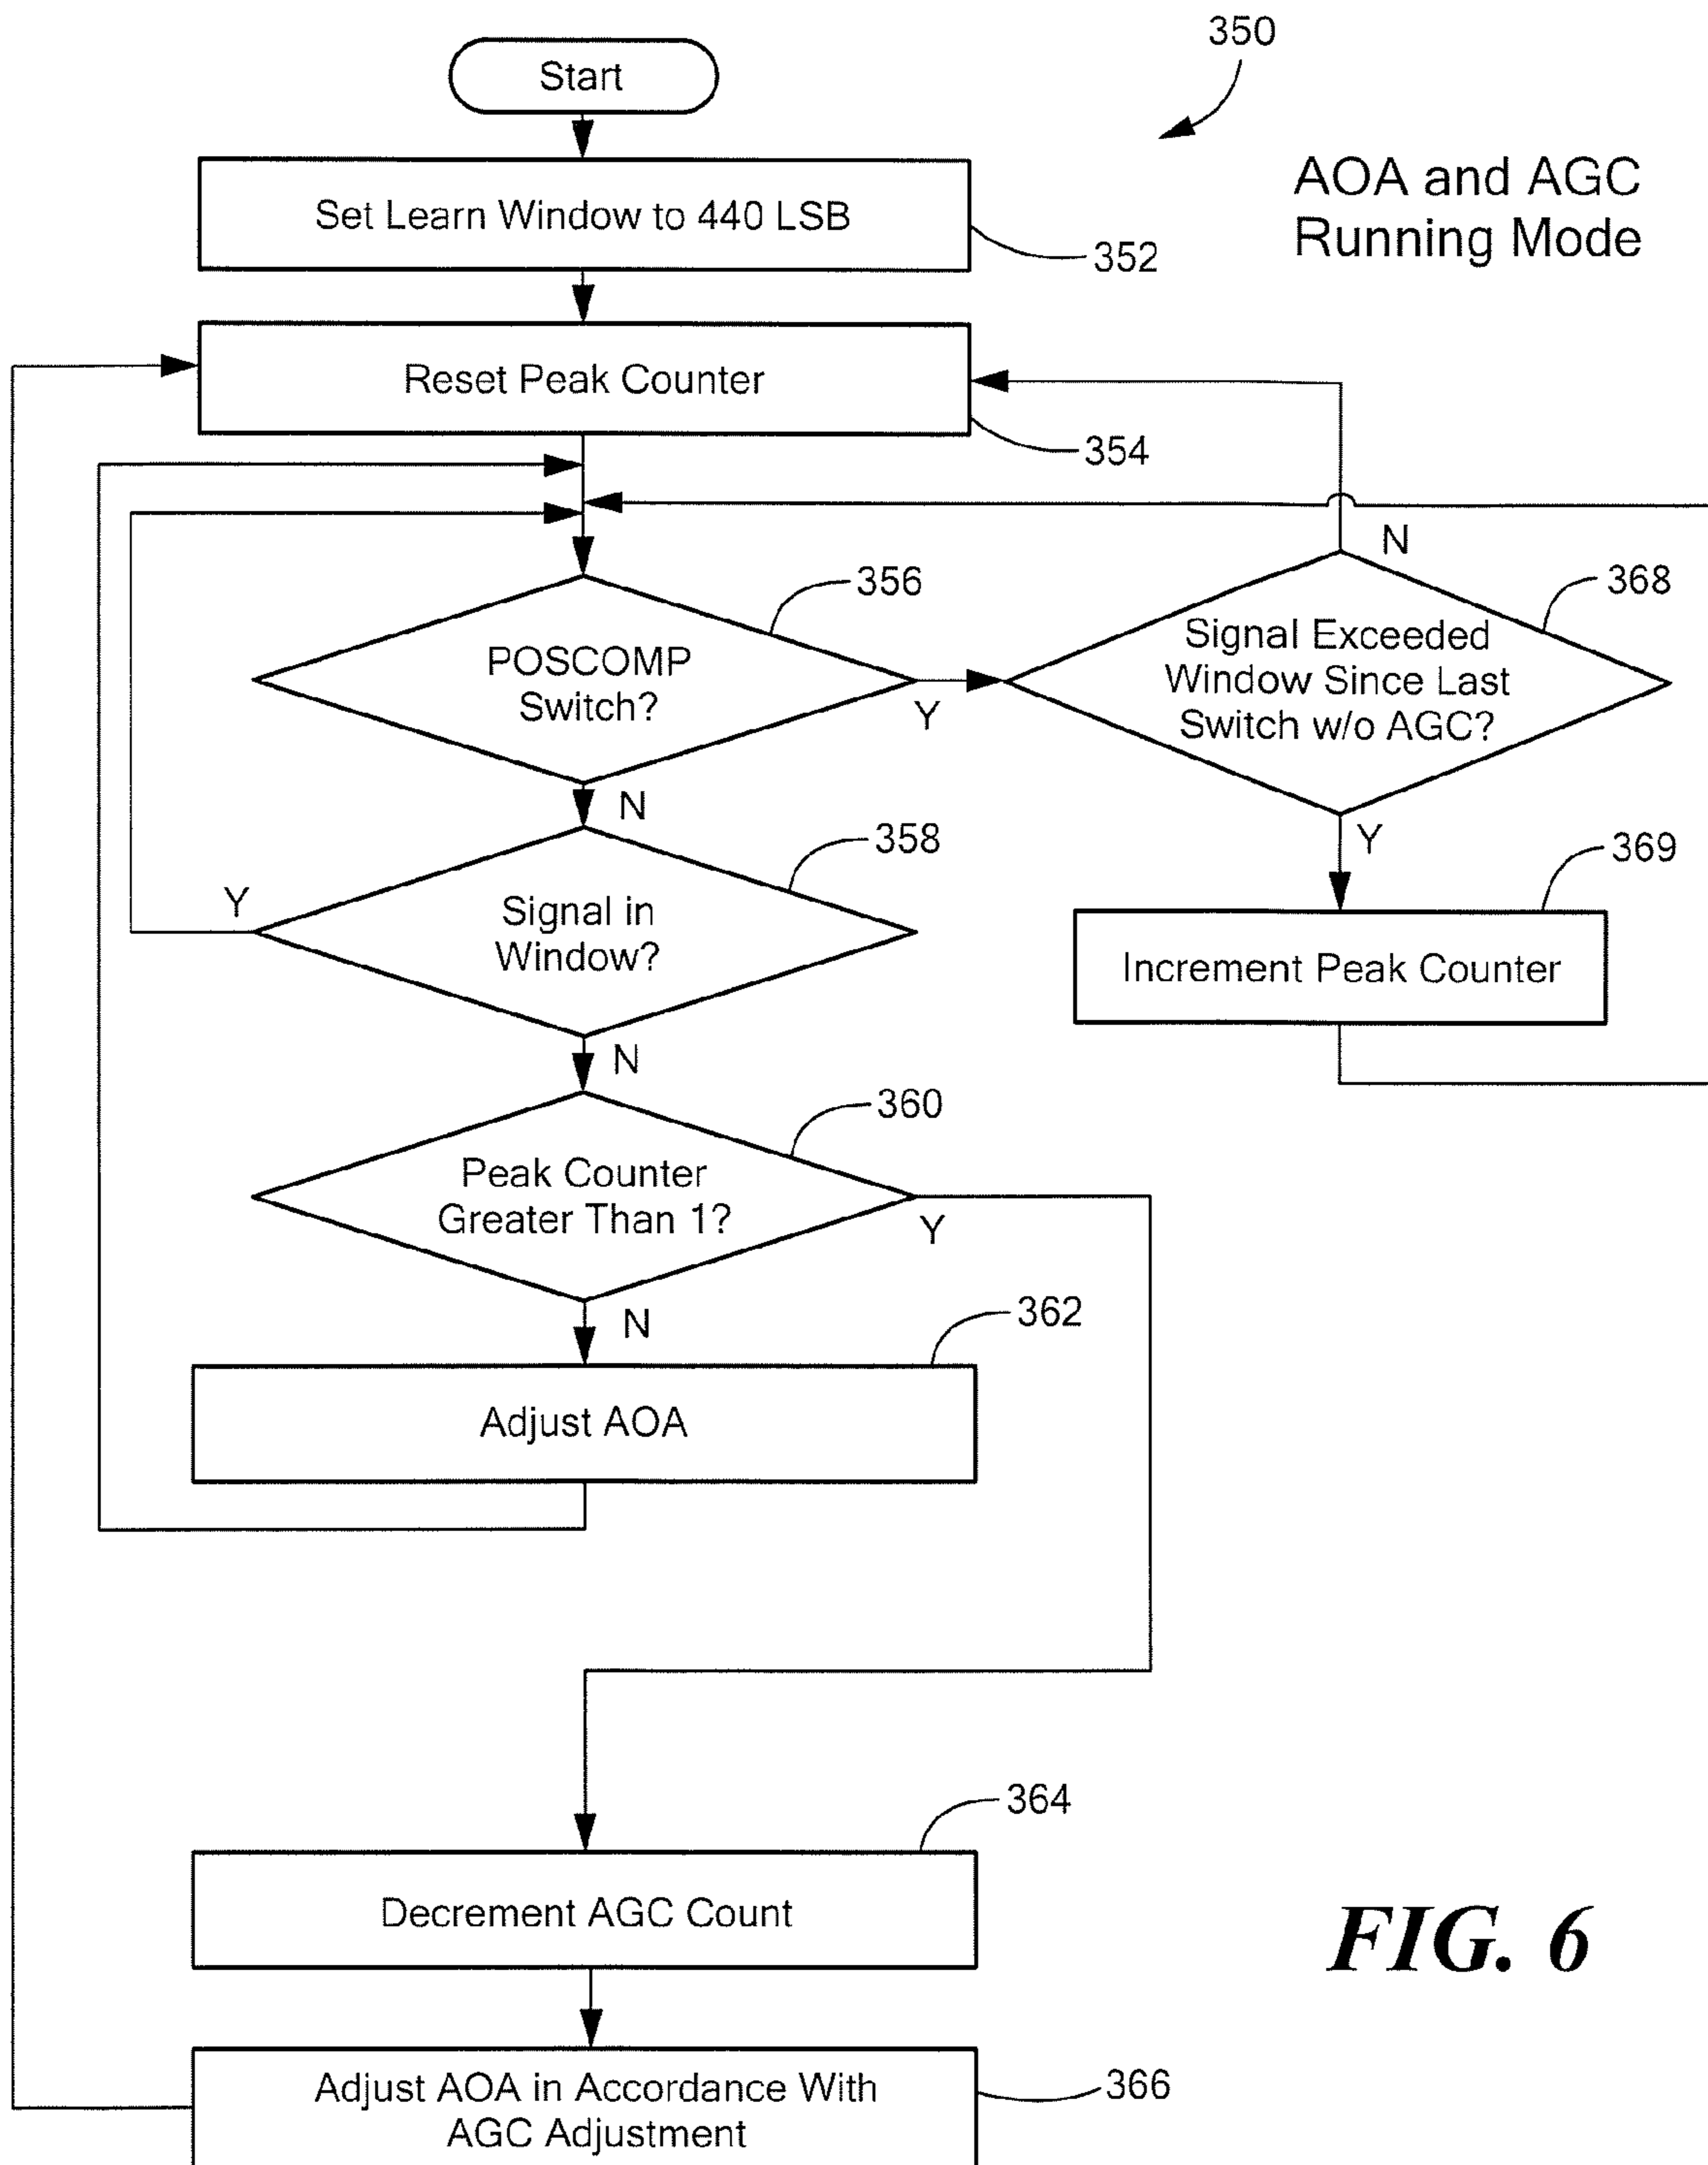 350
Start
AOA and AGC
Running Mode
Set Learn Window to 440 LSB
352
Reset Peak Counter
354
N
356
368
POSCOMP
Switch?
Y
Signal Exceeded
Window Since Last
Switch w/o AGC?
N
Y
358
369
Y
Signal in
Window?
Increment Peak Counter
N
360
Peak Counter
Greater Than 1?
Y
N
362
Adjust AOA
364
Decrement AGC Count
FIG. 6
Adjust AOA in Accordance With
AGC Adjustment
366